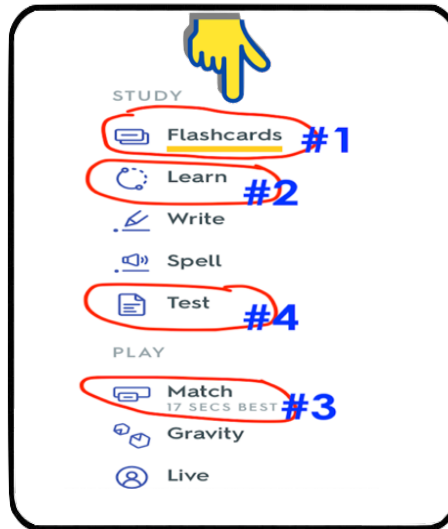 STUDY
Flashcards #1
Learn #2
Write
Spell
Test #4
PLAY
Match
17 SECS BEST #3
Gravity
Live